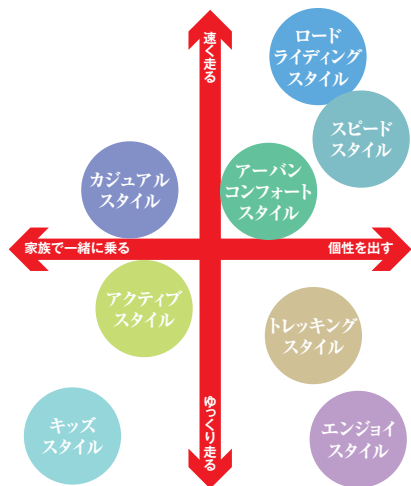 速く走る
ロード
ライディング
スタイル
スピード
スタイル
カジュアル
スタイル
アーバン
コンフォート
スタイル
家族で一緒に乗る
個性を出す
アクティブ
スタイル
トレッキング
スタイル
キッズ
スタイル
ゆっくり走る
エンジョイ
スタイル